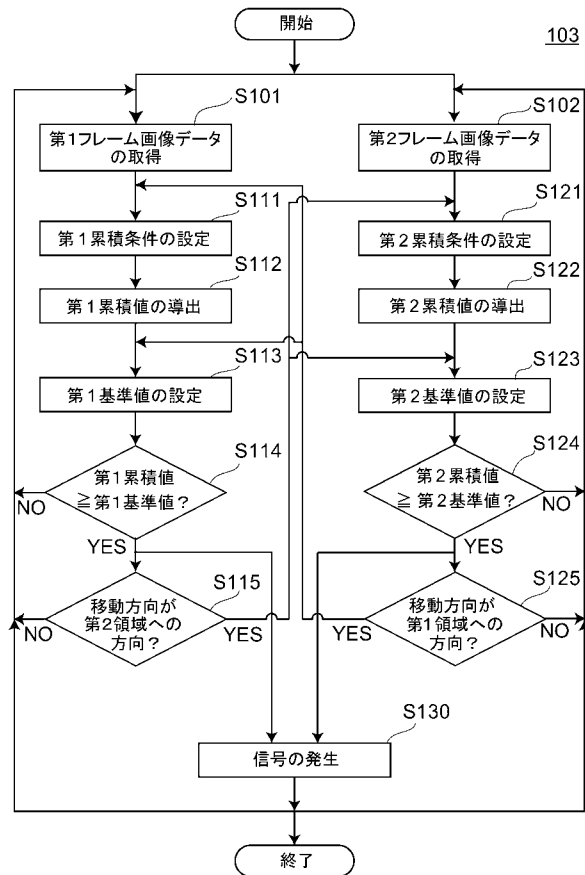 開始
103
S101
第1フレーム画像データ
の取得
S102
第2フレーム画像データ
の取得
S111
第1累積条件の設定
S121
第2累積条件の設定
S112
第1累積値の導出
S122
第2累積値の導出
S113
第1基準値の設定
S123
第2基準値の設定
S114
第1累積値
≧第1基準値?
NO
YES
S124
第2累積値
≧第2基準値?
NO
YES
S115
移動方向が
第2領域への
方向?
NO
YES
S125
移動方向が
第1領域への
方向?
YES
NO
S130
信号の発生
終了